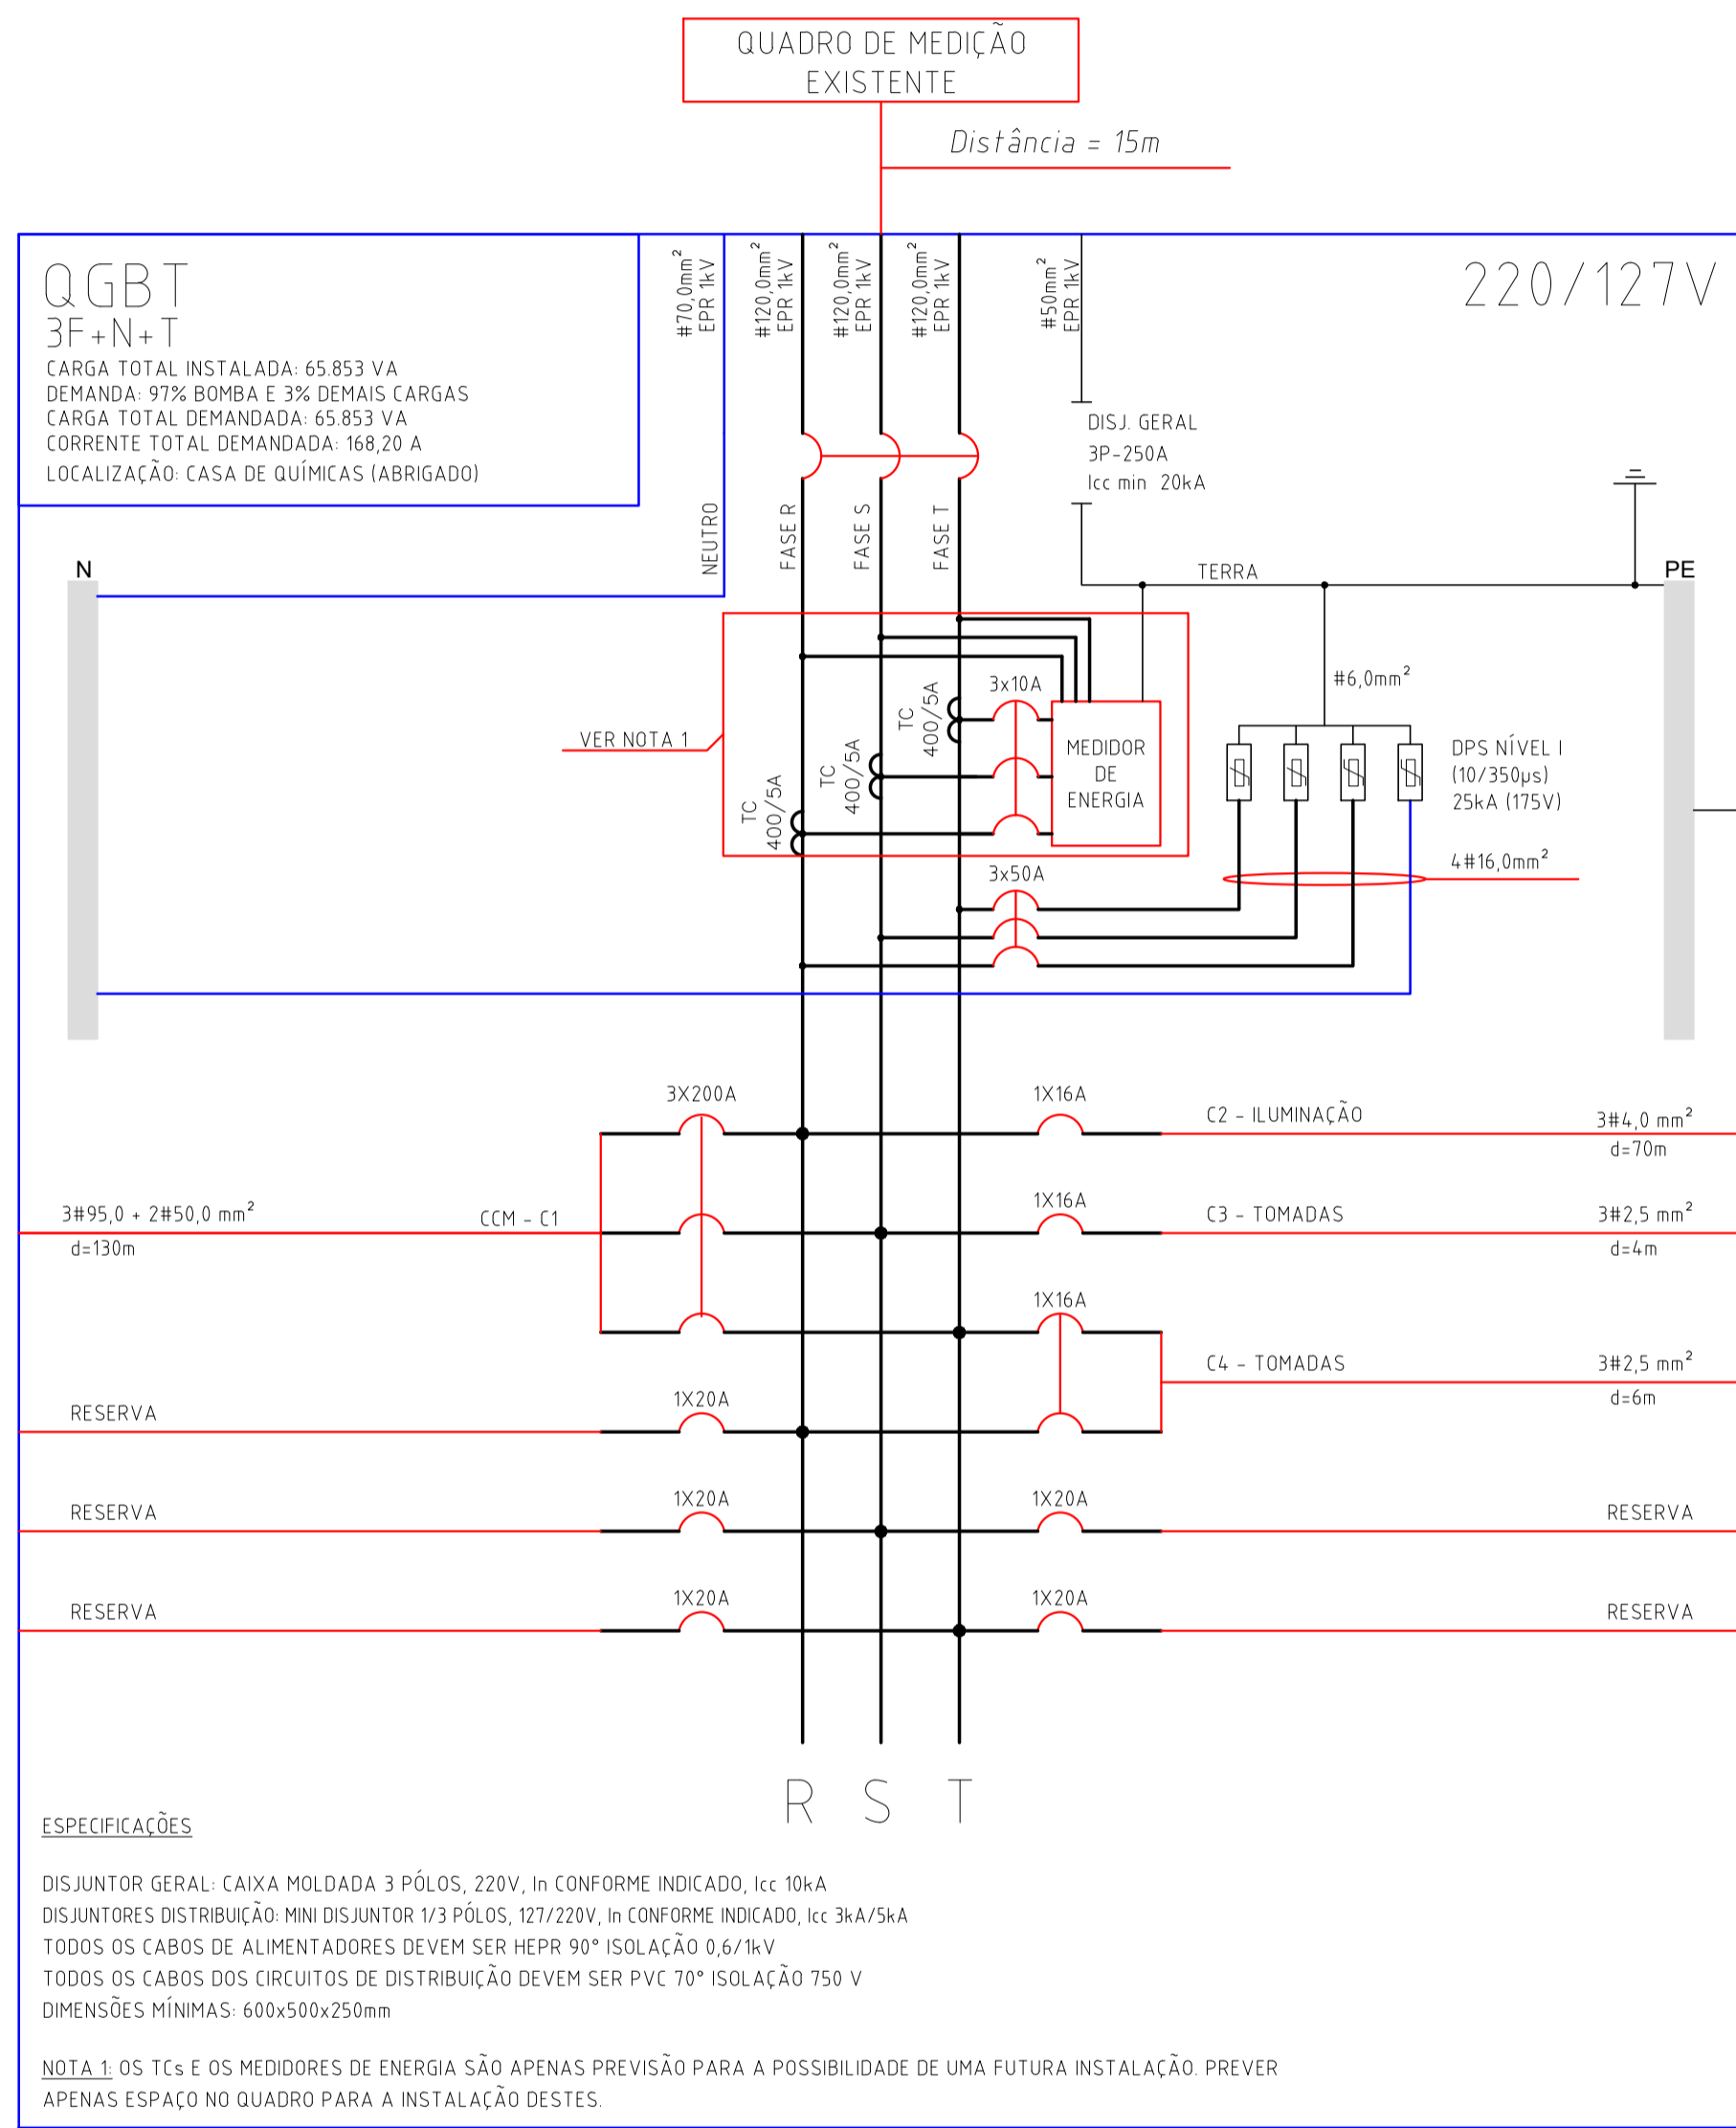 QUADRO DE MEDIÇÃO
EXISTENTE
Distância = 15m
QGBT
3F+N+T
CARGA TOTAL INSTALADA: 65.853 VA
DEMANDA: 97% BOMBA E 3% DEMAIS CARGAS
CARGA TOTAL DEMANDADA: 65.853 VA
CORRENTE TOTAL DEMANDADA: 168,20 A
LOCALIZAÇÃO: CASA DE QUÍMICAS (ABRIGADO)
#70,0mm²
EPR 1kV
#120,0mm²
EPR 1kV
#120,0mm²
EPR 1kV
#120,0mm²
EPR 1kV
#50mm²
EPR 1kV
220/127V
DISJ. GERAL
3P-250A
Icc min 20kA
NEUTRO
FASE R
FASE S
FASE T
TERRA
N
PE
VER NOTA 1
TC
400/5A
TC
400/5A
TC
400/5A
3x10A
MEDIDOR
DE
ENERGIA
#6,0mm²
DPS NÍVEL I
(10/350µs)
25kA (175V)
4#16,0mm²
3x50A
3X200A
1X16A
C2 - ILUMINAÇÃO
3#4,0 mm²
d=70m
3#95,0 + 2#50,0 mm²
d=130m
CCM - C1
1X16A
C3 - TOMADAS
3#2,5 mm²
d=4m
1X16A
C4 - TOMADAS
3#2,5 mm²
d=6m
RESERVA
1X20A
RESERVA
1X20A
1X20A
RESERVA
RESERVA
1X20A
1X20A
RESERVA
R S T
ESPECIFICAÇÕES
DISJUNTOR GERAL: CAIXA MOLDADA 3 PÓLOS, 220V, In CONFORME INDICADO, Icc 10kA
DISJUNTORES DISTRIBUIÇÃO: MINI DISJUNTOR 1/3 PÓLOS, 127/220V, In CONFORME INDICADO, Icc 3kA/5kA
TODOS OS CABOS DE ALIMENTADORES DEVEM SER HEPR 90° ISOLAÇÃO 0,6/1kV
TODOS OS CABOS DOS CIRCUITOS DE DISTRIBUIÇÃO DEVEM SER PVC 70° ISOLAÇÃO 750 V
DIMENSÕES MÍNIMAS: 600x500x250mm
NOTA 1: OS TCs E OS MEDIDORES DE ENERGIA SÃO APENAS PREVISÃO PARA A POSSIBILIDADE DE UMA FUTURA INSTALAÇÃO. PREVER
APENAS ESPAÇO NO QUADRO PARA A INSTALAÇÃO DESTES.